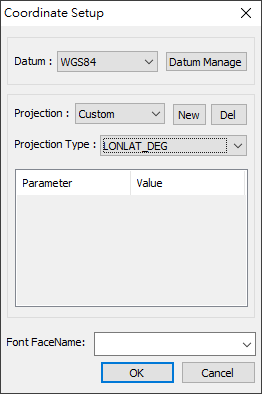 Coordinate Setup
Datum : WGS84 Datum Manage
Projection : Custom New Del
Projection Type : LONLAT_DEG
Parameter Value
Font FaceName:
OK Cancel